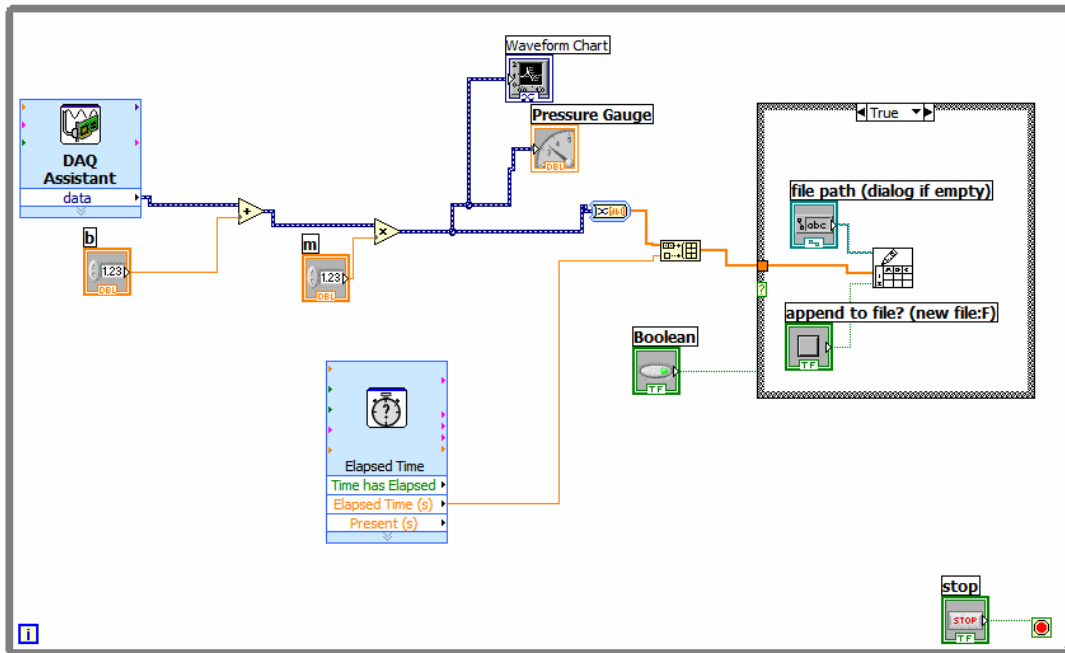 Waveform Chart
Pressure Gauge
DBL
DAQ
Assistant
data
b
1.23
DBL
m
1.23
DBL
True
file path (dialog if empty)
abc
append to file? (new file:F)
TF
Boolean
TF
Elapsed Time
Time has Elapsed
Elapsed Time (s)
Present (s)
stop
STOP
TF
i